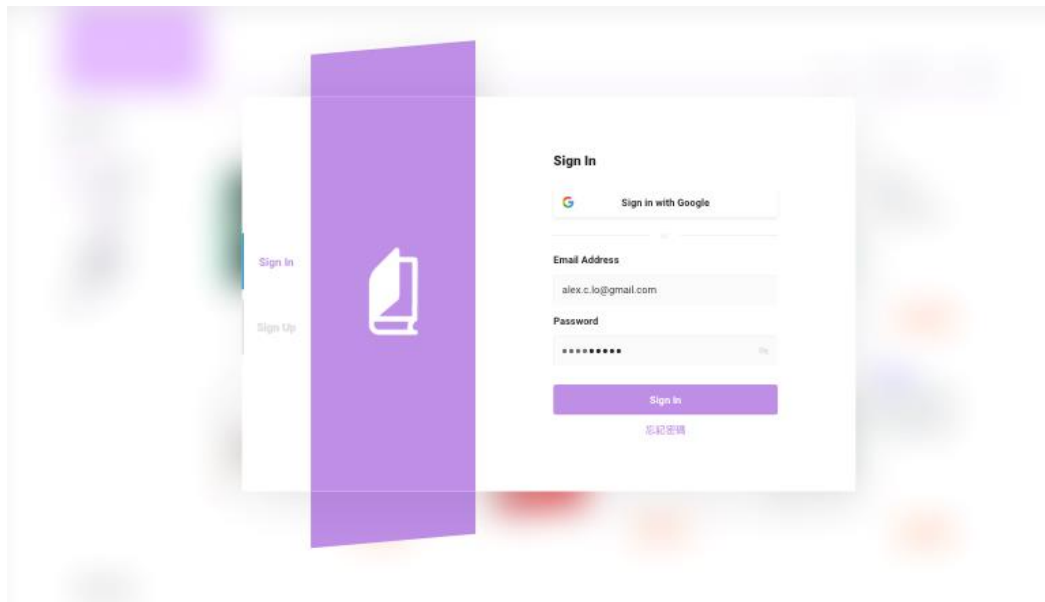 Sign In
Sign Up
Sign In
Sign in with Google
Email Address
alex.c.lo@gmail.com
Password
Sign In
忘記密碼